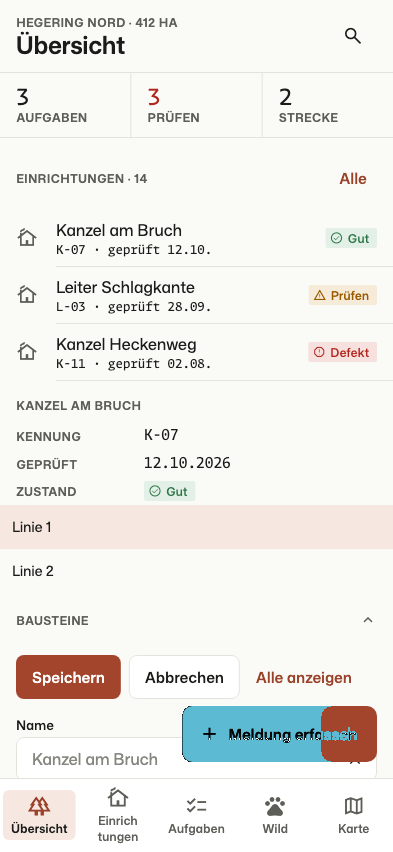 HEGERING NORD · 412 HA
Übersicht
3
AUFGABEN
3
PRÜFEN
2
STRECKE
EINRICHTUNGEN · 14
Alle
Kanzel am Bruch
K-07 · geprüft 12.10.
Gut
Leiter Schlagkante
L-03 · geprüft 28.09.
Prüfen
Kanzel Heckenweg
K-11 · geprüft 02.08.
Defekt
KANZEL AM BRUCH
KENNUNG
K-07
GEPRÜFT
12.10.2026
ZUSTAND
Gut
Linie 1
Linie 2
BAUSTEINE
Speichern
Abbrechen
Alle anzeigen
Name
Meldung
Kanzel am Bruch
Übersicht
Einrich
tungen
Aufgaben
Wild
Karte